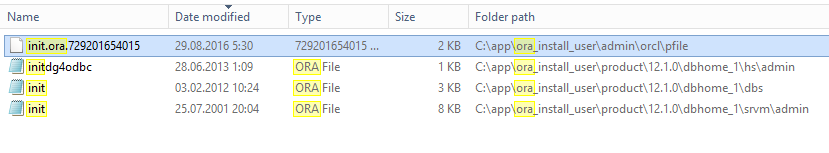 Name Date modified Type Size Folder path
init.ora.729201654015 29.08.2016 5:30 729201654015 ... 2 KB C:\app\ora_install_user\admin\orcl\pfile
initdg4odbc 28.06.2013 1:09 ORA File 1 KB C:\app\ora_install_user\product\12.1.0\dbhome_1\hs\admin
init 03.02.2012 10:24 ORA File 3 KB C:\app\ora_install_user\product\12.1.0\dbhome_1\dbs
init 25.07.2001 20:04 ORA File 8 KB C:\app\ora_install_user\product\12.1.0\dbhome_1\srvm\admin